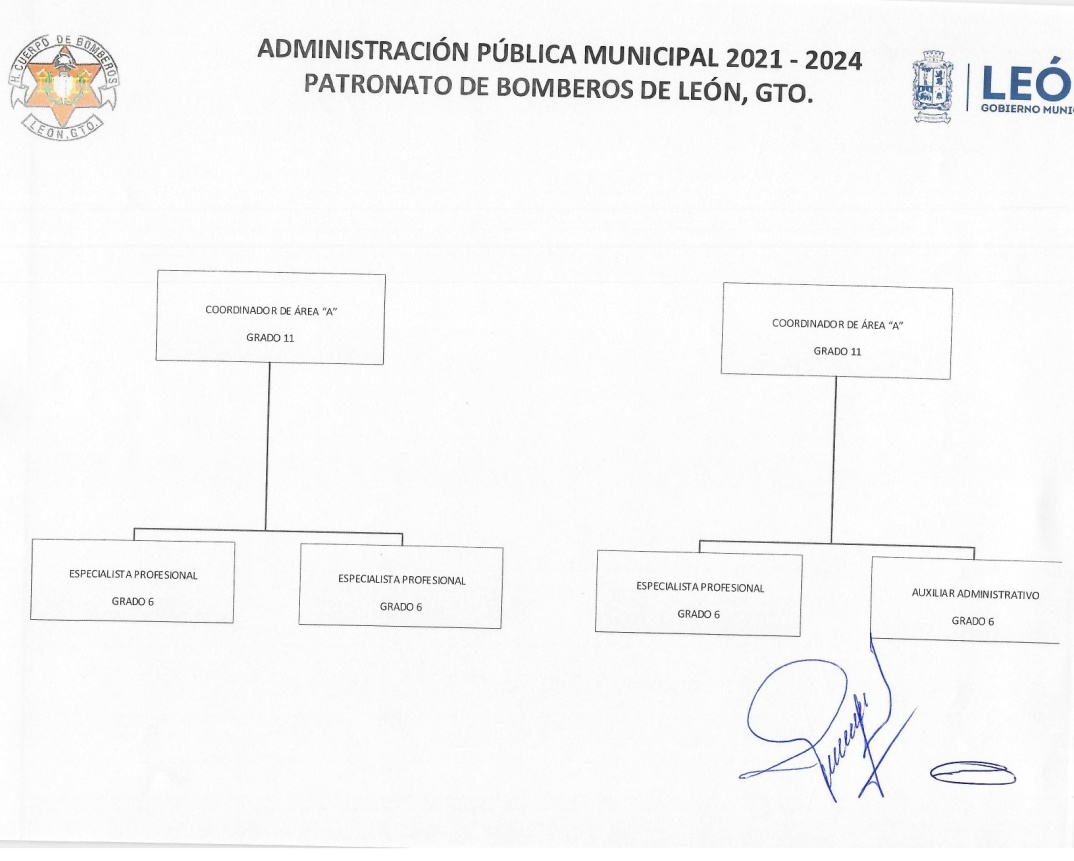 H. CUERPO DE BOMBEROS
LEÓN, GTO.
ADMINISTRACIÓN PÚBLICA MUNICIPAL 2021 - 2024
PATRONATO DE BOMBEROS DE LEÓN, GTO.
LEÓ
GOBIERNO MUNI
COORDINADOR DE ÁREA "A"
GRADO 11
COORDINADOR DE ÁREA "A"
GRADO 11
ESPECIALISTA PROFESIONAL
GRADO 6
ESPECIALISTA PROFESIONAL
GRADO 6
ESPECIALISTA PROFESIONAL
GRADO 6
AUXILIAR ADMINISTRATIVO
GRADO 6